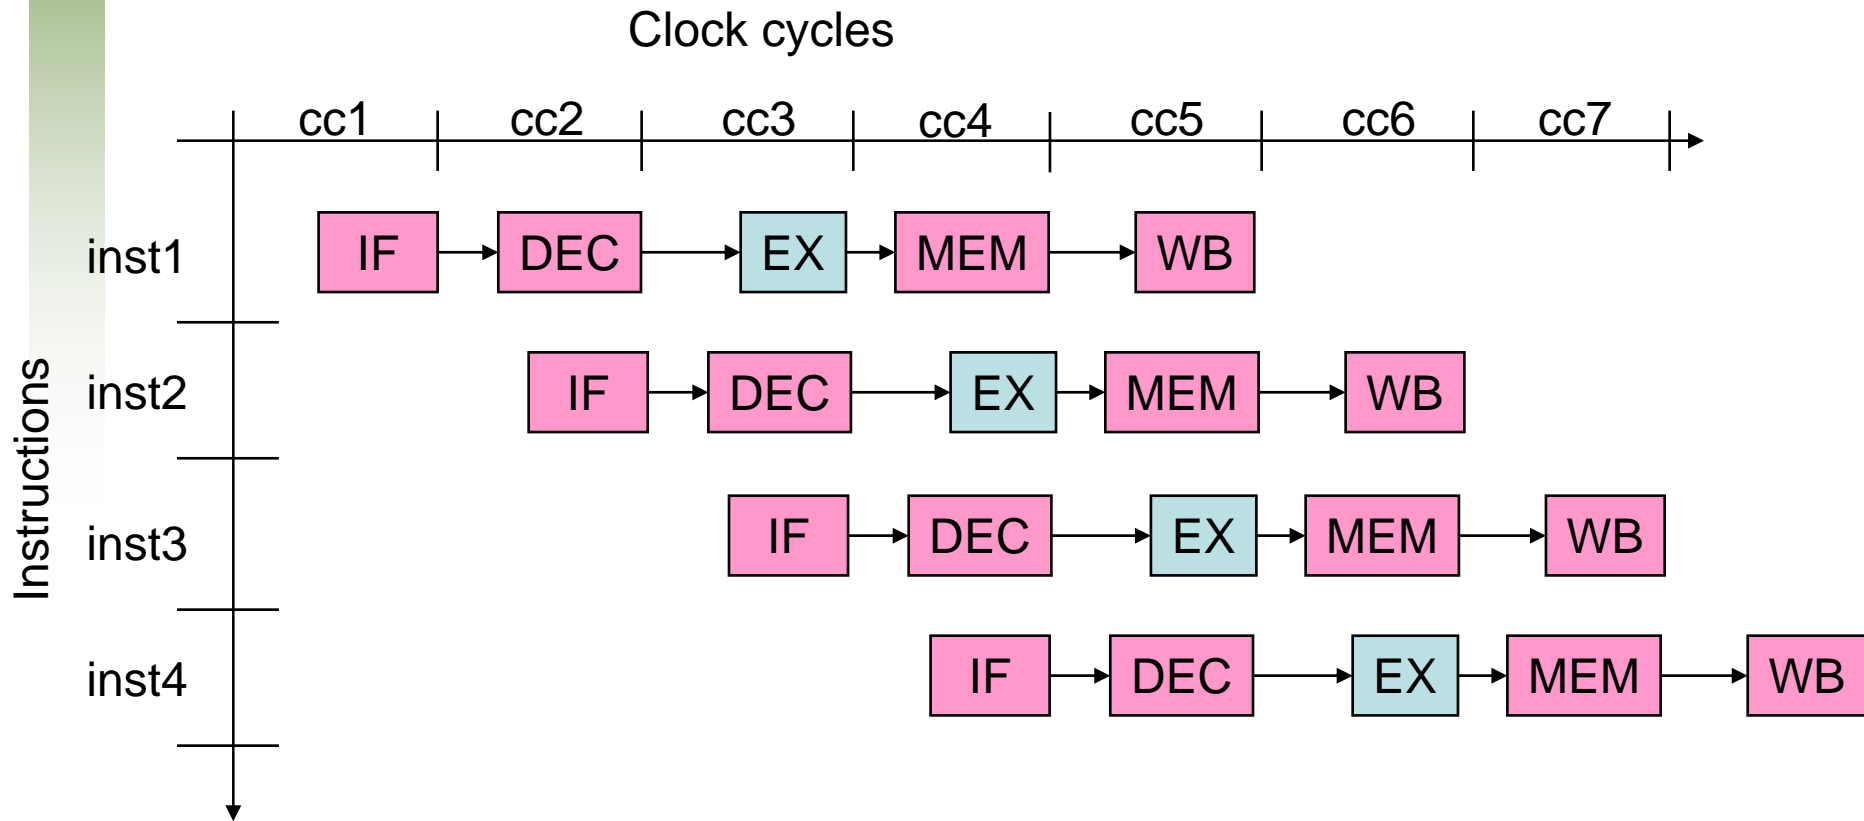 Clock cycles
cc1 cc2 cc3 cc4 cc5 cc6 cc7
inst1 IF DEC EX MEM WB
inst2 IF DEC EX MEM WB
inst3 IF DEC EX MEM WB
inst4 IF DEC EX MEM WB
Instructions